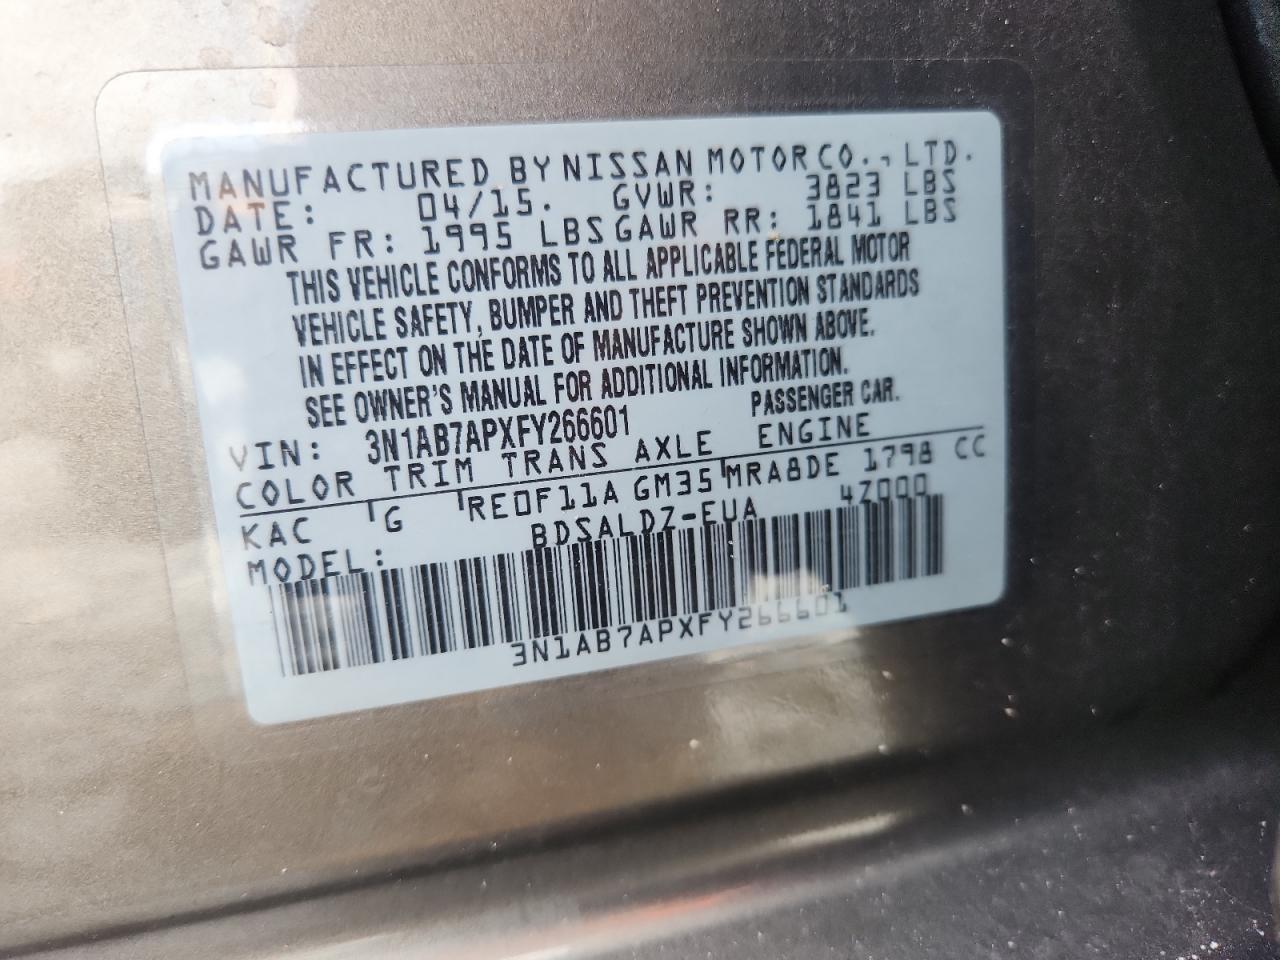 MANUFACTURED BY NISSAN MOTOR CO., LTD.
DATE: 04/15. GVWR: 3823 LBS
GAWR FR: 1995 LBS GAWR RR: 1841 LBS
THIS VEHICLE CONFORMS TO ALL APPLICABLE FEDERAL MOTOR
VEHICLE SAFETY, BUMPER AND THEFT PREVENTION STANDARDS
IN EFFECT ON THE DATE OF MANUFACTURE SHOWN ABOVE.
SEE OWNER'S MANUAL FOR ADDITIONAL INFORMATION.
VIN: 3N1AB7APXFY266601 PASSENGER CAR.
COLOR TRIM TRANS AXLE ENGINE
KAC G RE0F11A GM35 MRA8DE 1798 CC
MODEL: BDSALDZ-EUA 4Z000
3N1AB7APXFY266601